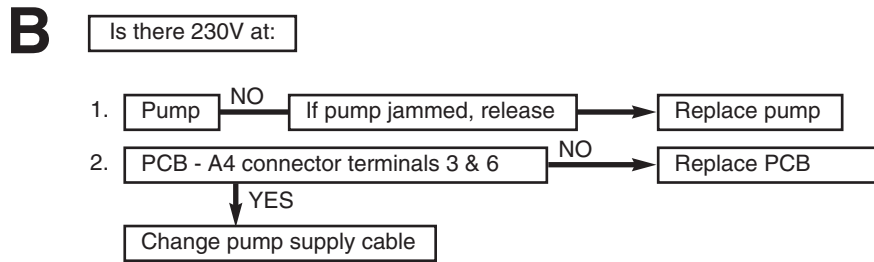 B
Is there 230V at:
1. Pump NO If pump jammed, release Replace pump
2. PCB - A4 connector terminals 3 & 6 NO Replace PCB
YES
Change pump supply cable